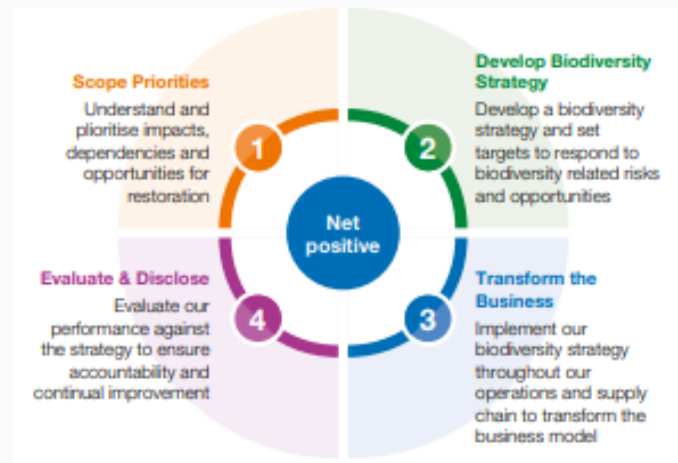 Scope Priorities
Understand and
plioritise impacts,
dependencies and
opportunities for
restoration
1
Develop Biodiversity
Strategy
Develop a biodiversity
strategy and set
targets to respond to
biodiversity related risks
and opportunities
2
Net
positive
Transform the
Business
Implement our
biodiversity strategy
throughout our
operations and supply
chain to transform the
business model
3
Evaluate & Disclose
Evaluate our
performance against
the strategy to ensure
accountability and
continual improvement
4